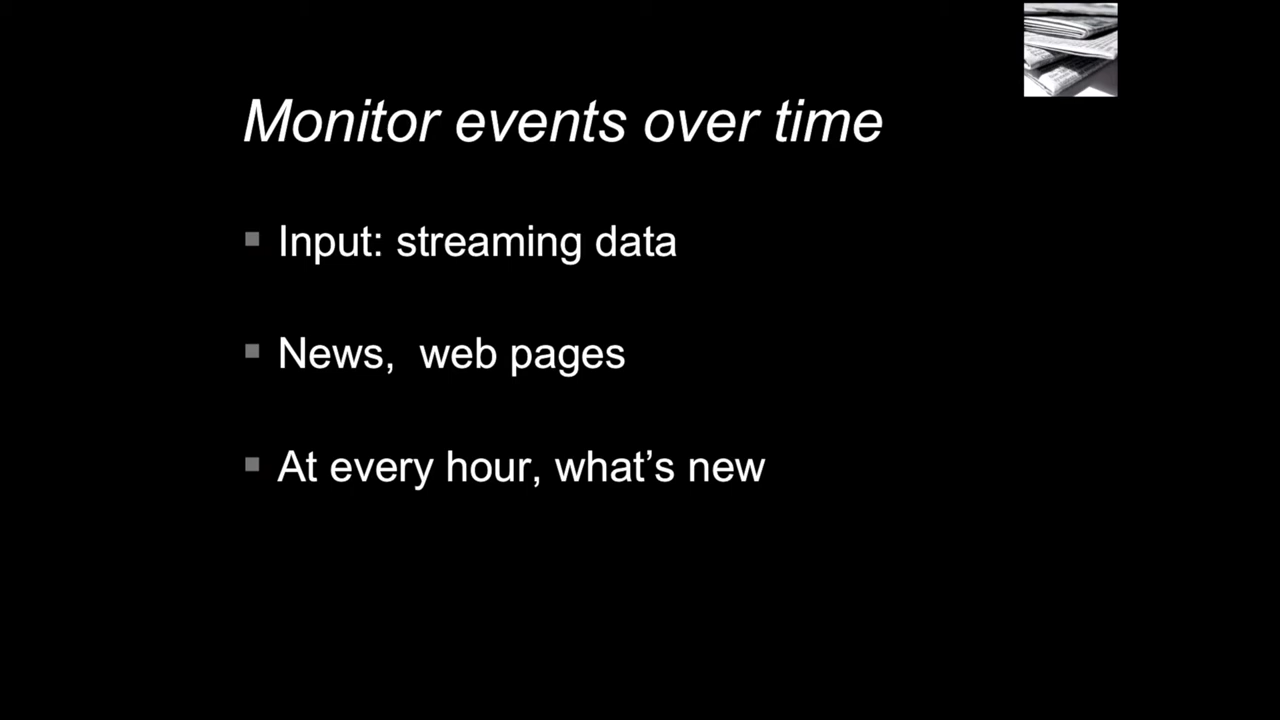 Monitor events over time
▪ Input: streaming data
▪ News,  web pages
▪ At every hour, what’s new